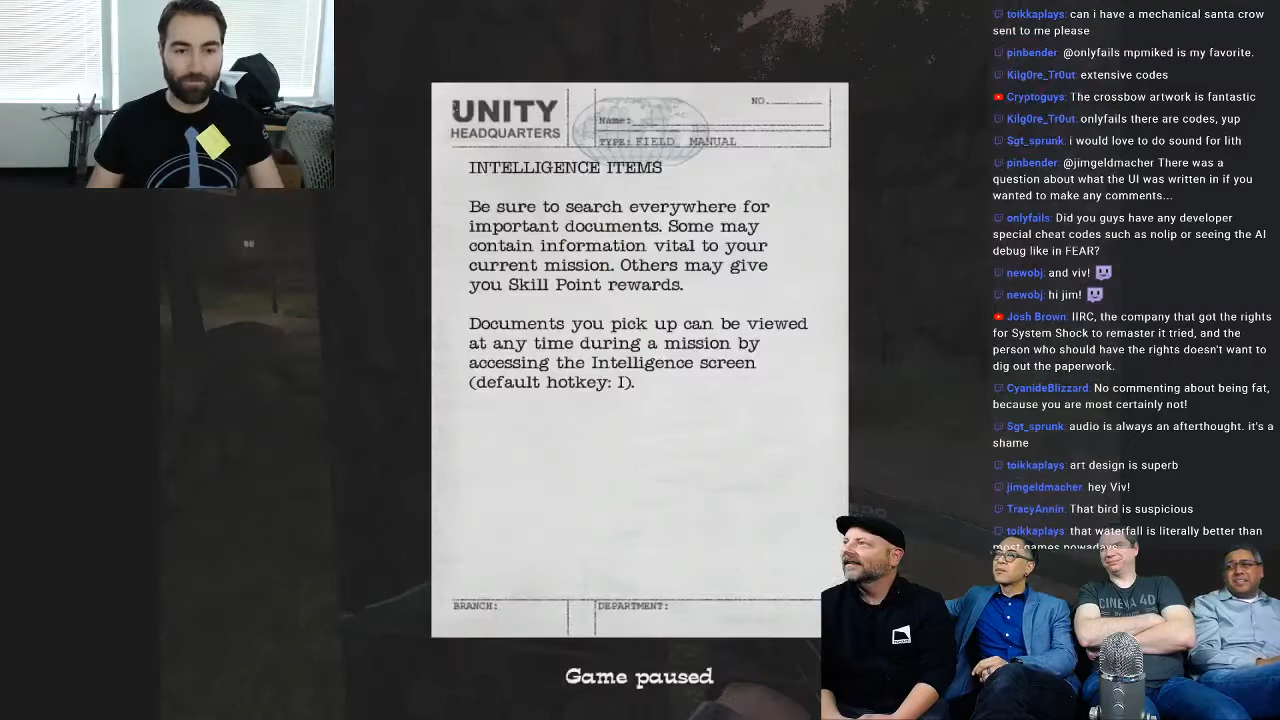 UNITY
HEADQUARTERS
NO.
Name:
TYPE: FIELD MANUAL
INTELLIGENCE ITEMS
Be sure to search everywhere for
important documents. Some may
contain information vital to your
current mission. Others may give
you Skill Point rewards.
Documents you pick up can be viewed
at any time during a mission by
accessing the Intelligence screen
(default hotkey: I).
BRANCH:
DEPARTMENT:
Game paused
toikkaplays: can i have a mechanical santa crow
sent to me please
pinbender: @onlyfails mpmiked is my favorite.
Kilg0re_Tr0ut: extensive ones
Cryptoguys: The crossbow artwork is fantastic
Kilg0re_Tr0ut: onlyfails there are codes, yup
Sgt_sprunk: i would love to do sound for lith
pinbender: @jimgeldmacher There was a
question about what the UI was written in if you
wanted to make any comments...
onlyfails: Did you guys have any developer
special cheat codes such as nolip or seeing the AI
debug like in FEAR?
newobj: and viv!
newobj: hi jim!
Josh Brown: IIRC, the company that got the rights
for System Shock to remaster it tried, and the
person who should have the rights doesn't want to
dig out the paperwork.
CyanideBlizzard: No commenting about being fat,
because you are most certainly not!
Sgt_sprunk: audio is always an afterthought. it's a
shame
toikkaplays: art design is superb
jimgeldmacher: hey Viv!
TracyAnnin: That bird is suspicious
toikkaplays: that waterfall is literally better than
most games nowadays
CINEMA 4D